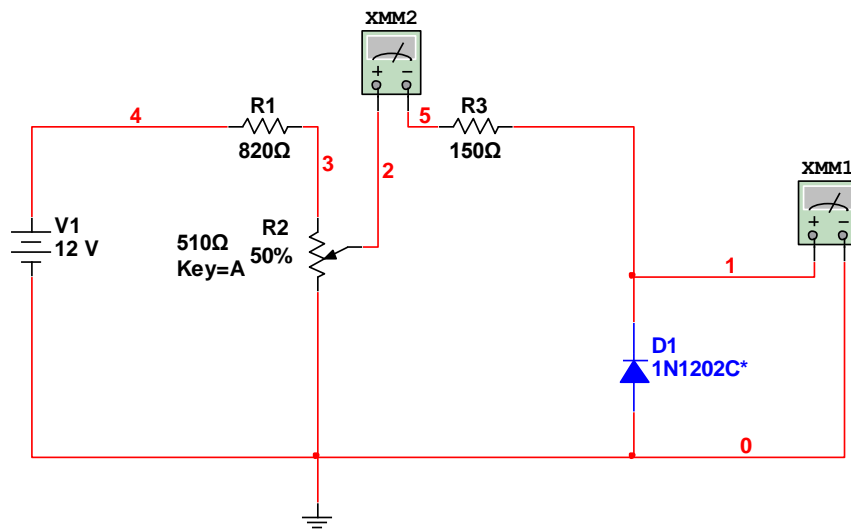 XMM2
4
R1
820Ω
3
+ −
2
5
R3
150Ω
XMM1
+ −
V1
12 V
510Ω
Key=A
R2
50%
1
D1
1N1202C*
0